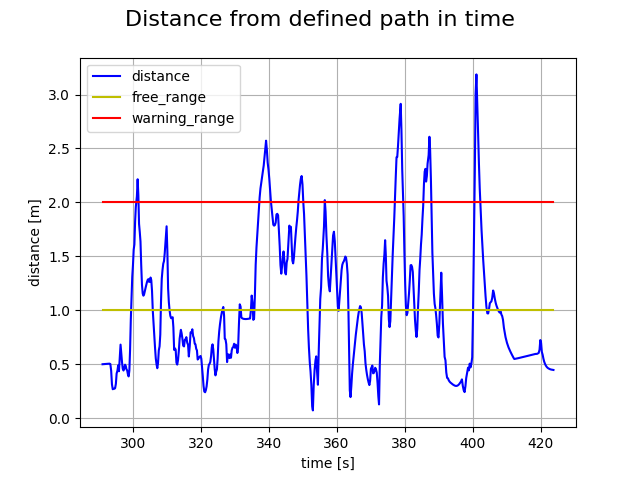 Distance from defined path in time
distance
free_range
warning_range
3.0
2.5
2.0
1.5
1.0
0.5
0.0
distance [m]
300
320
340
360
380
400
420
time [s]